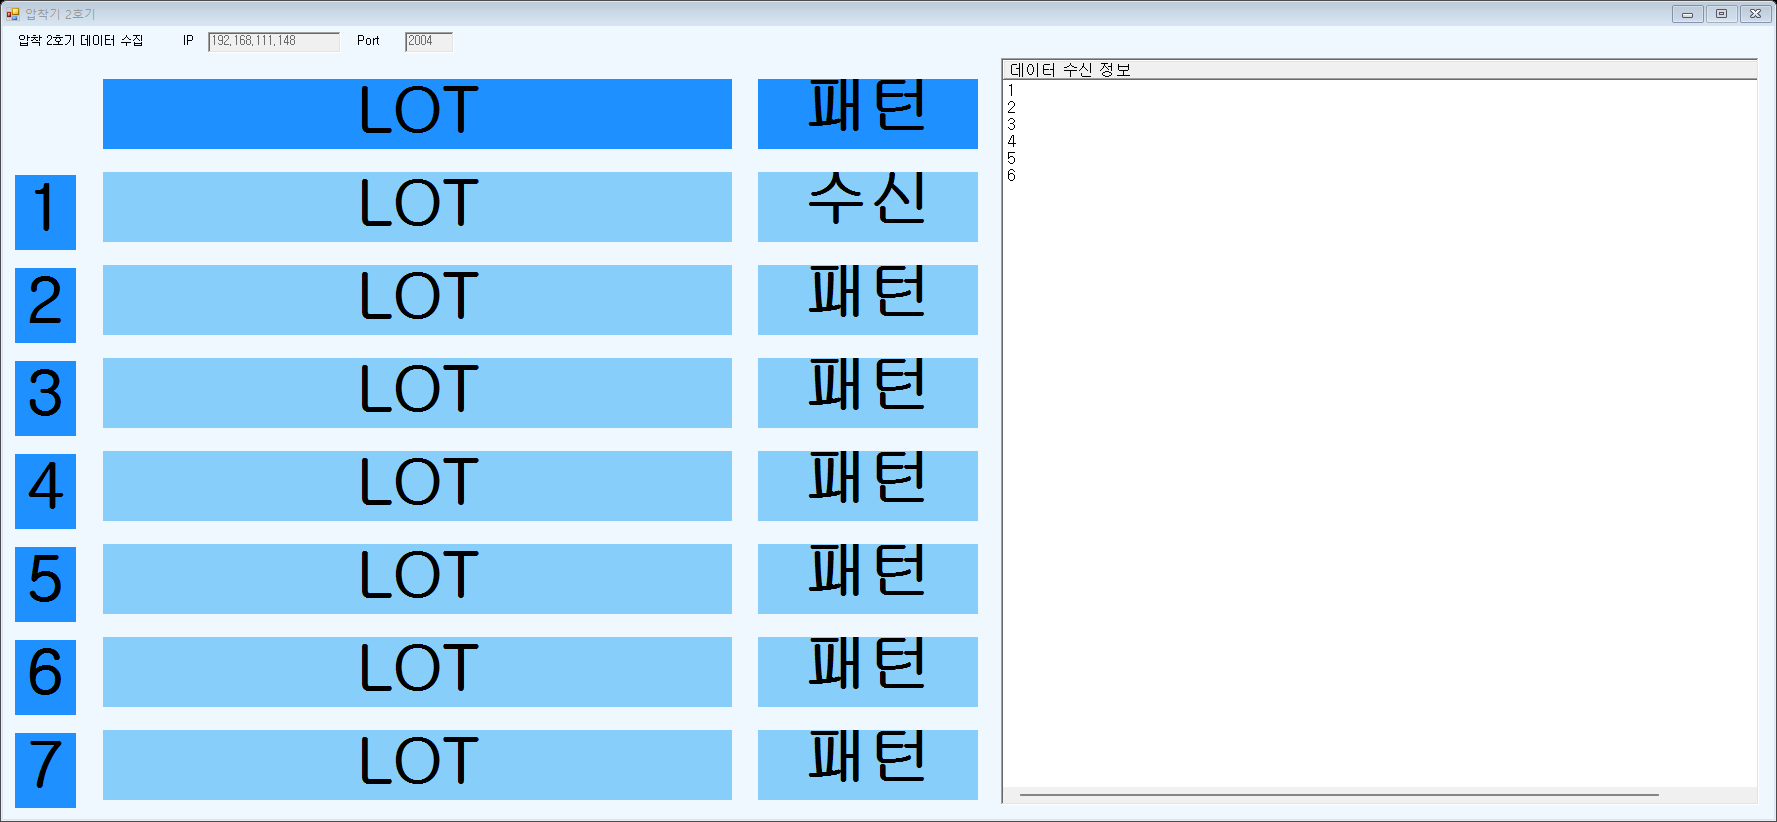 압착기 2호기
압착 2호기 데이터 수집 IP 192.168.111.148 Port 2004
LOT 패턴
1 LOT 수신
2 LOT 패턴
3 LOT 패턴
4 LOT 패턴
5 LOT 패턴
6 LOT 패턴
7 LOT 패턴
데이터 수신 정보
1
2
3
4
5
6